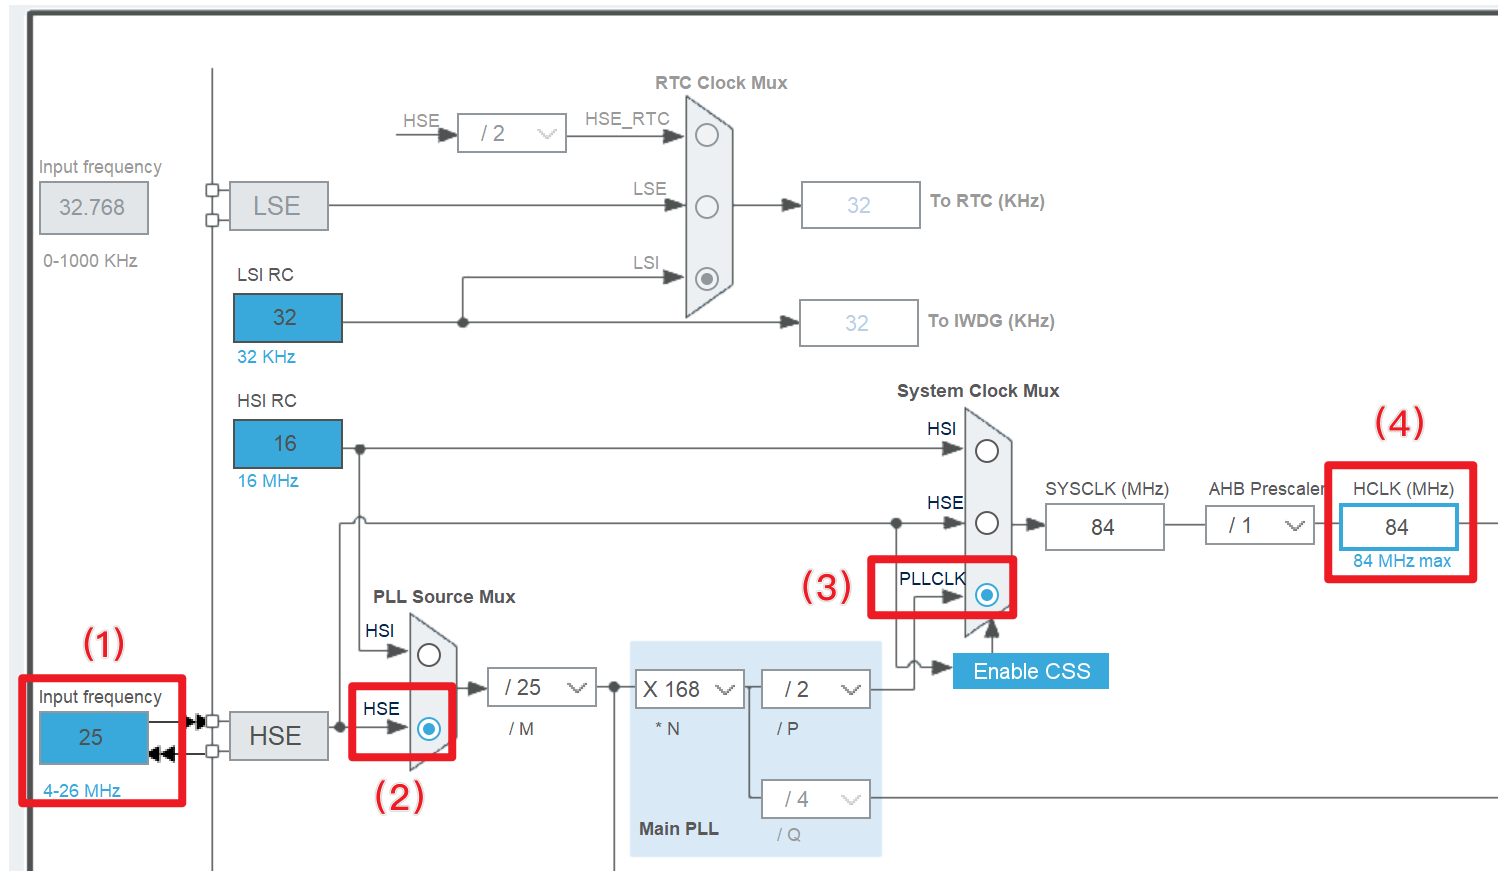 RTC Clock Mux
HSE
/ 2
HSE_RTC
Input frequency
32.768
0-1000 KHz
LSE
LSE
32
To RTC (KHz)
LSI RC
32
32 KHz
LSI
32
To IWDG (KHz)
HSI RC
16
16 MHz
System Clock Mux
HSI
HSE
PLLCLK
(3)
SYSCLK (MHz)
84
AHB Prescaler
/ 1
(4)
HCLK (MHz)
84
84 MHz max
Enable CSS
PLL Source Mux
HSI
HSE
(2)
(1)
Input frequency
25
4-26 MHz
HSE
/ 25
/ M
X 168
* N
/ 2
/ P
/ 4
/ Q
Main PLL